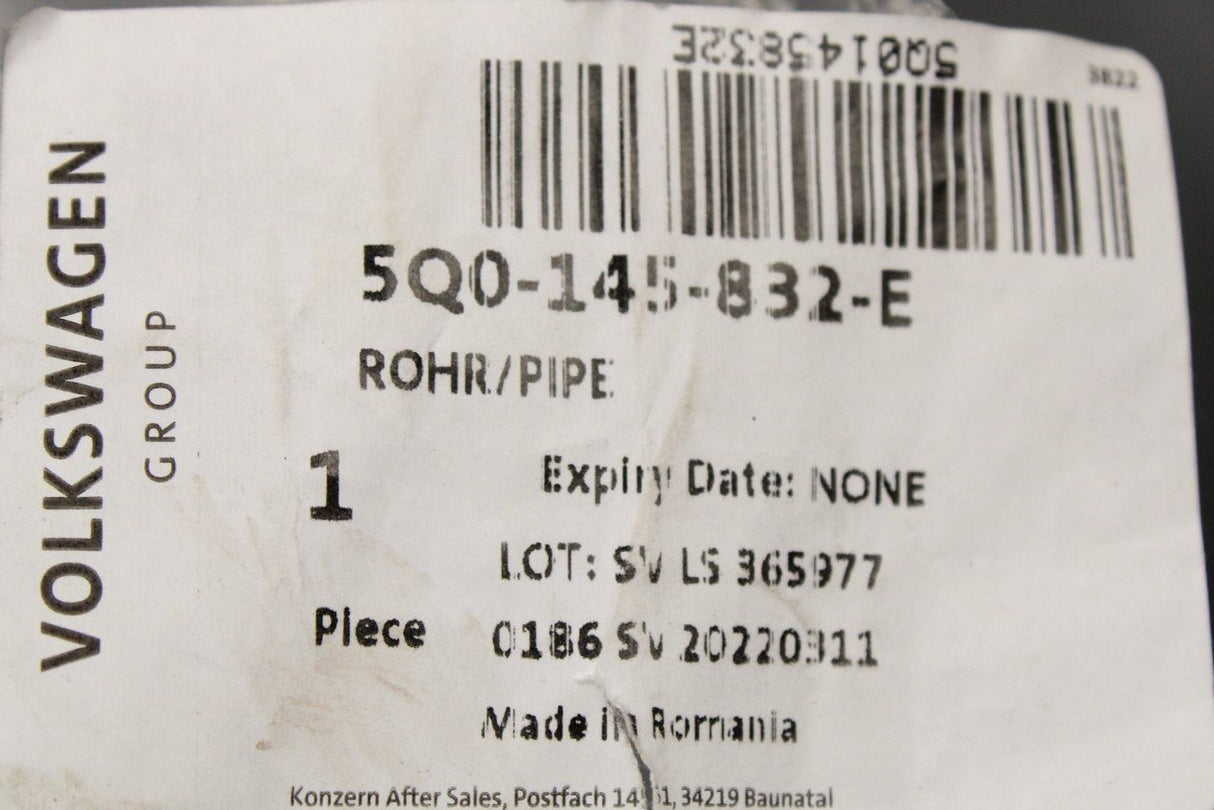 VOLKSWAGEN
GROUP
5Q0145832E
3822
5Q0-145-832-E
ROHR/PIPE
1
Piece
Expiry Date: NONE
LOT: SV LS 365977
0186 SV 20220311
Made in Romania
Konzern After Sales, Postfach 34219 Baunatal